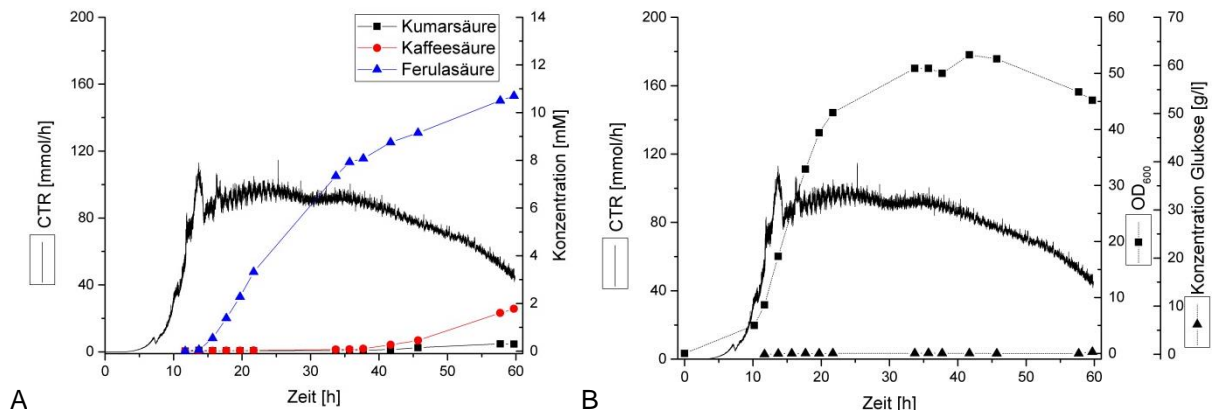 200
160
120
80
40
0
CTR [mmol/h]
0 10 20 30 40 50 60
Zeit [h]
14
12
10
8
6
4
2
0
Konzentration [mM]
Kumarsäure
Kaffeesäure
Ferulasäure
A
200
160
120
80
40
0
CTR [mmol/h]
0 10 20 30 40 50 60
Zeit [h]
60
50
40
30
20
10
0
OD600
70
60
50
40
30
20
10
0
Konzentration Glukose [g/l]
B